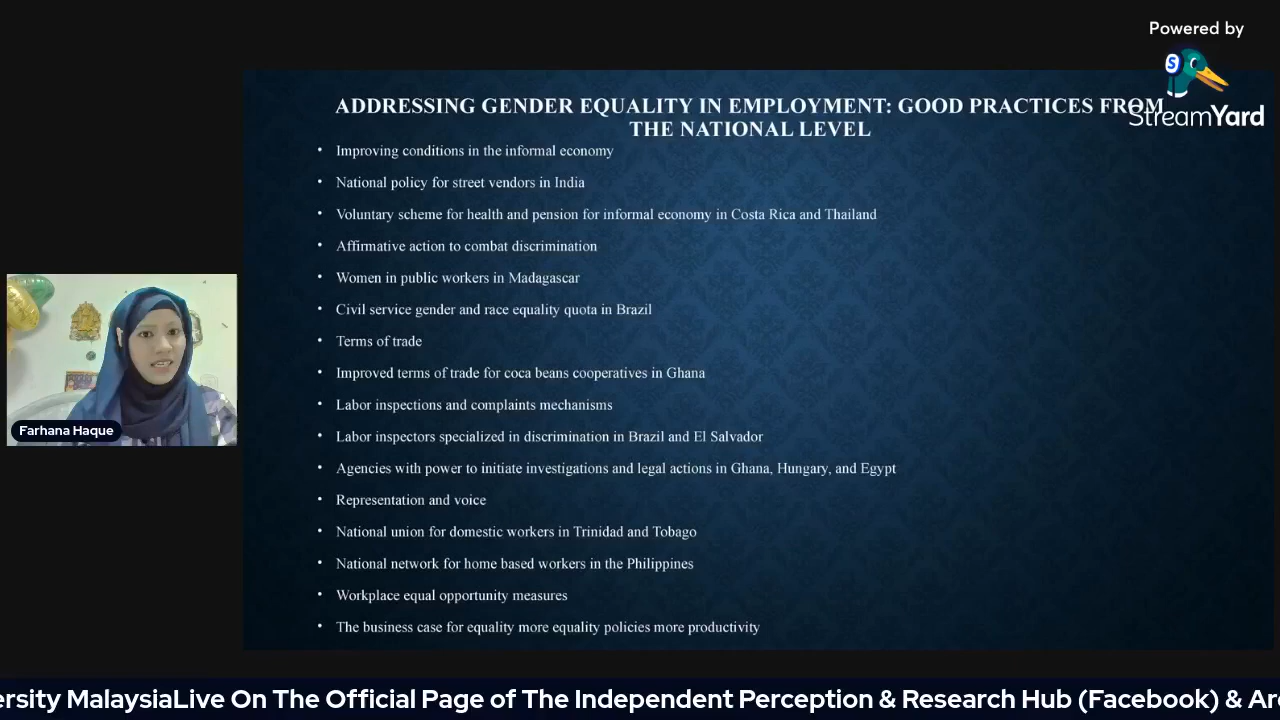 Powered by
StreamYard
ADDRESSING GENDER EQUALITY IN EMPLOYMENT: GOOD PRACTICES FROM
THE NATIONAL LEVEL
• Improving conditions in the informal economy
• National policy for street vendors in India
• Voluntary scheme for health and pension for informal economy in Costa Rica and Thailand
• Affirmative action to combat discrimination
• Women in public workers in Madagascar
• Civil service gender and race equality quota in Brazil
• Terms of trade
• Improved terms of trade for coca beans cooperatives in Ghana
• Labor inspections and complaints mechanisms
• Labor inspectors specialized in discrimination in Brazil and El Salvador
• Agencies with power to initiate investigations and legal actions in Ghana, Hungary, and Egypt
• Representation and voice
• National union for domestic workers in Trinidad and Tobago
• National network for home based workers in the Philippines
• Workplace equal opportunity measures
• The business case for equality more equality policies more productivity
Farhana Haque
ersity MalaysiaLive On The Official Page of The Independent Perception & Research Hub (Facebook) & Ar